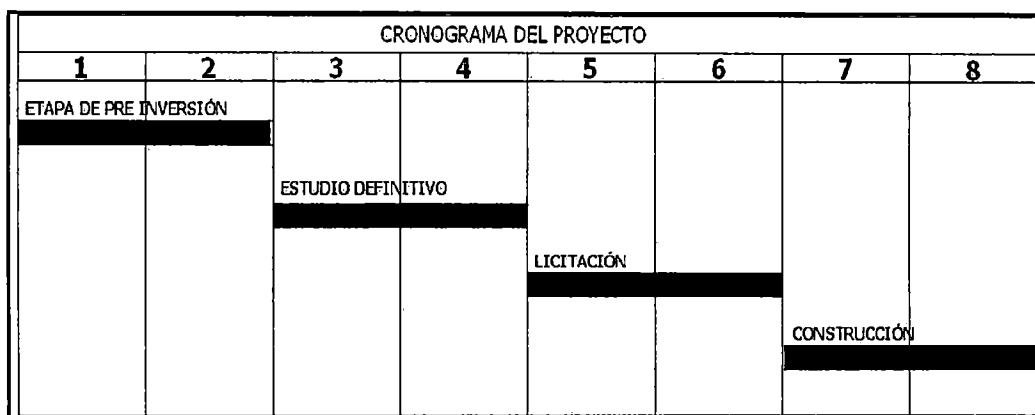 CRONOGRAMA DEL PROYECTO
1 2 3 4 5 6 7 8
ETAPA DE PRE INVERSIÓN
ESTUDIO DEFINITIVO
LICITACIÓN
CONSTRUCCIÓN